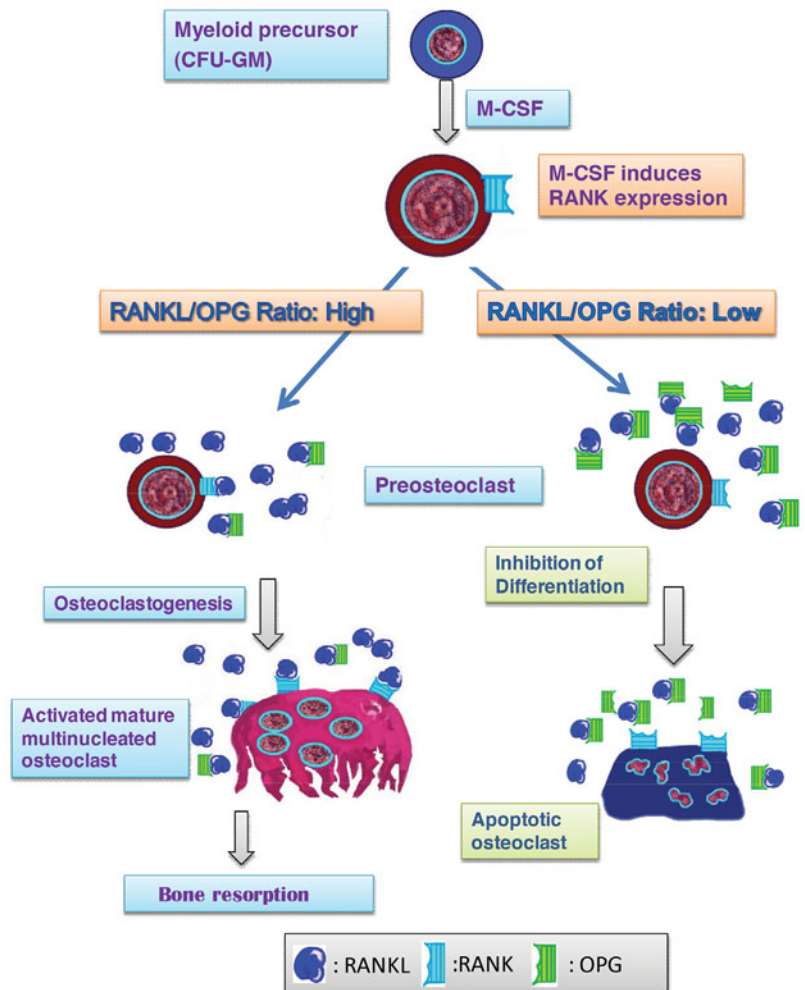 Myeloid precursor
(CFU-GM)
M-CSF
M-CSF induces
RANK expression
RANKL/OPG Ratio: High
RANKL/OPG Ratio: Low
Preosteoclast
Inhibition of
Differentiation
Osteoclastogenesis
Activated mature
multinucleated
osteoclast
Apoptotic
osteoclast
Bone resorption
: RANKL :RANK : OPG